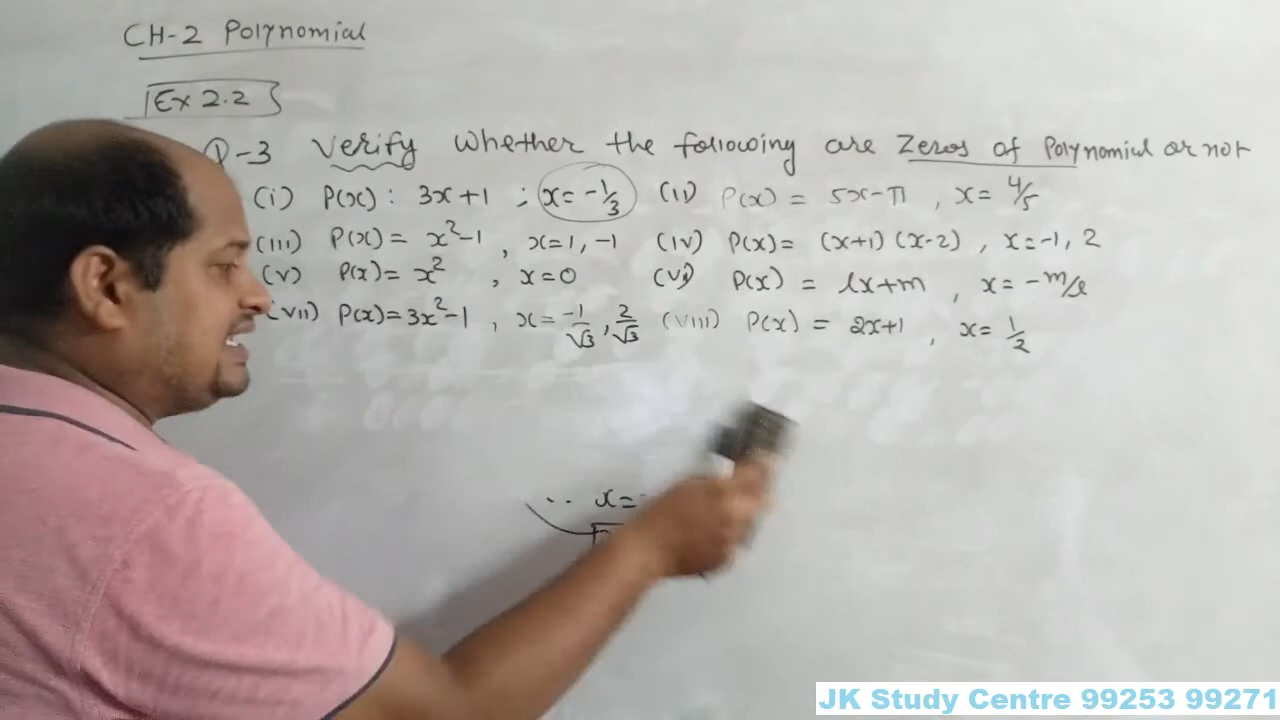 CH-2 Polynomial
Ex 2.2
Q-3 Verify whether the following are Zeros of Polynomial or not
(i) P(x) : 3x+1 ; x=-1/3 (ii) P(x) = 5x-π , x= 4/5
(iii) P(x) = x²-1 , x=1, -1 (iv) P(x) = (x+1) (x-2) , x=-1, 2
(v) P(x) = x² , x=0 (vi) P(x) = lx+m , x=-m/l
(vii) P(x)=3x²-1 , x=-1/√3 , 2/√3 (viii) P(x) = 2x+1 , x= 1/2
x=
JK Study Centre 99253 99271